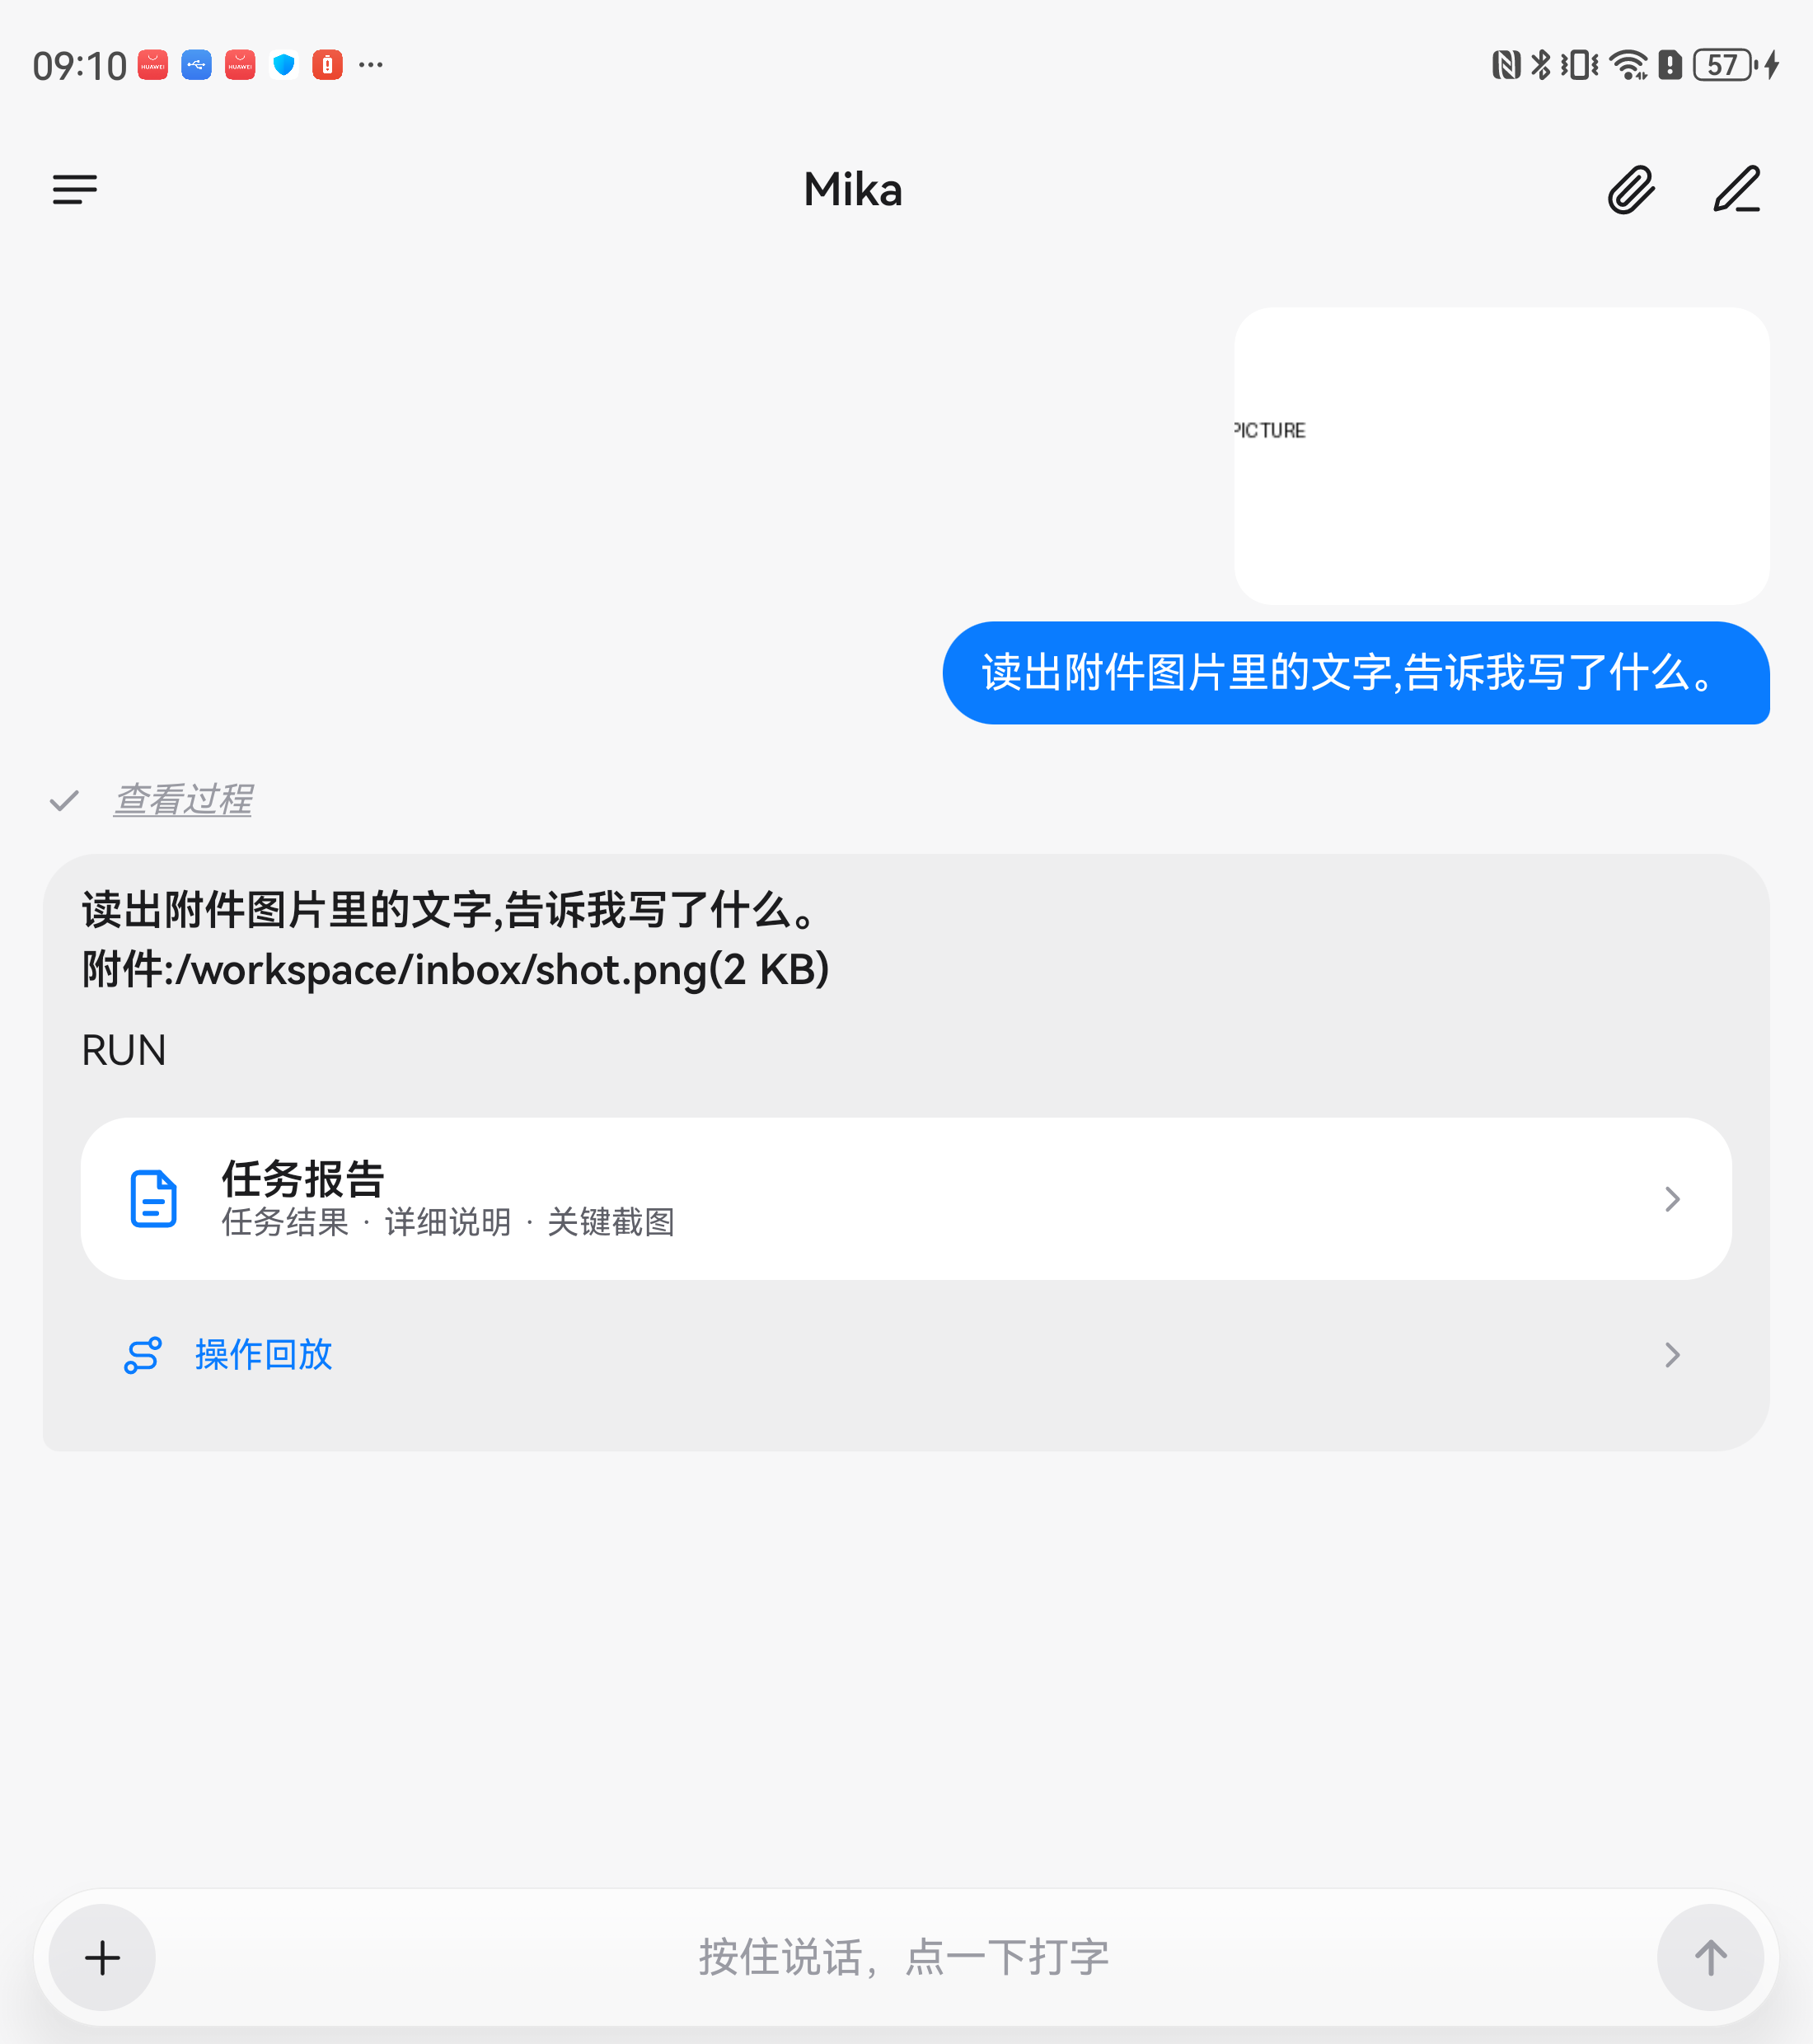 09:10
HUAWEI
HUAWEI
57
Mika
PICTURE
读出附件图片里的文字,告诉我写了什么。
查看过程
读出附件图片里的文字,告诉我写了什么。
附件:/workspace/inbox/shot.png(2 KB)
RUN
任务报告
任务结果 · 详细说明 · 关键截图
操作回放
按住说话，点一下打字